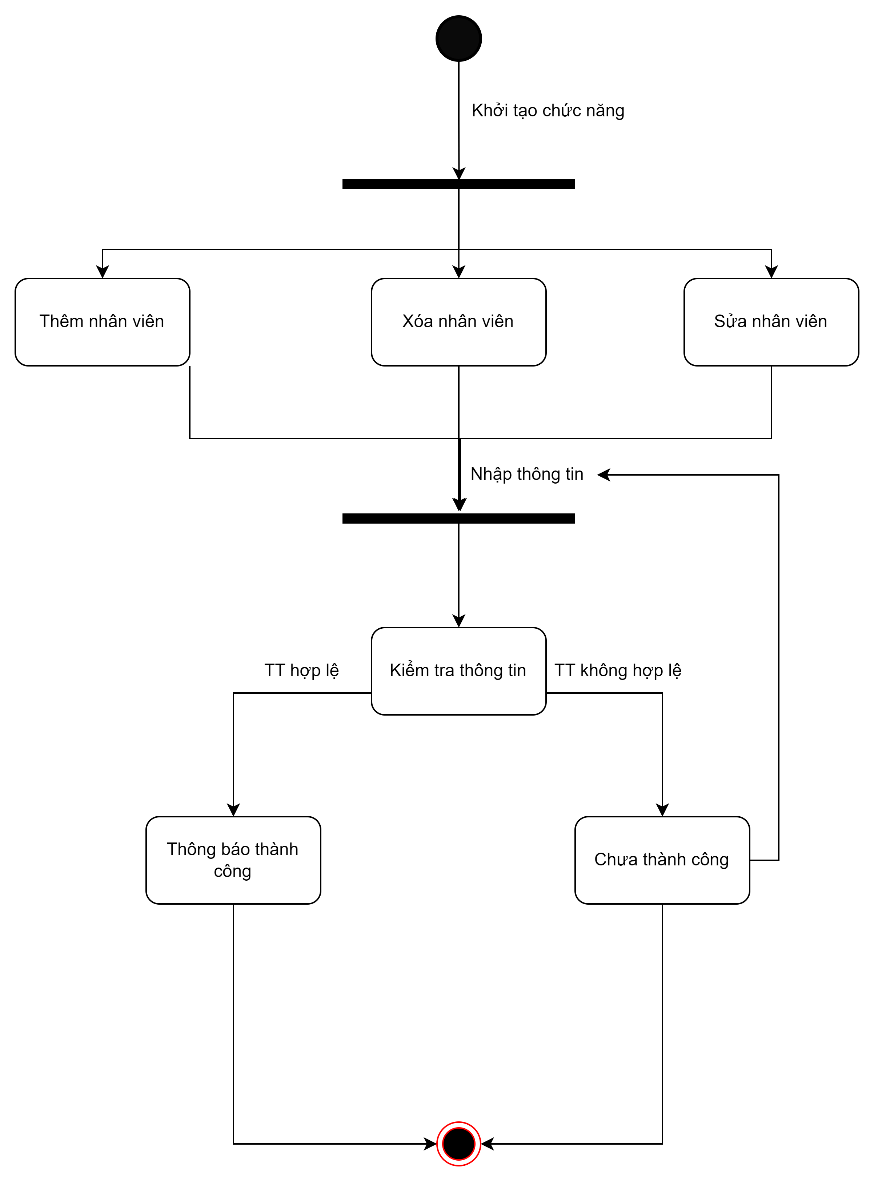 Khởi tạo chức năng
Thêm nhân viên
Xóa nhân viên
Sửa nhân viên
Nhập thông tin
TT hợp lệ
Kiểm tra thông tin
TT không hợp lệ
Thông báo thành
công
Chưa thành công